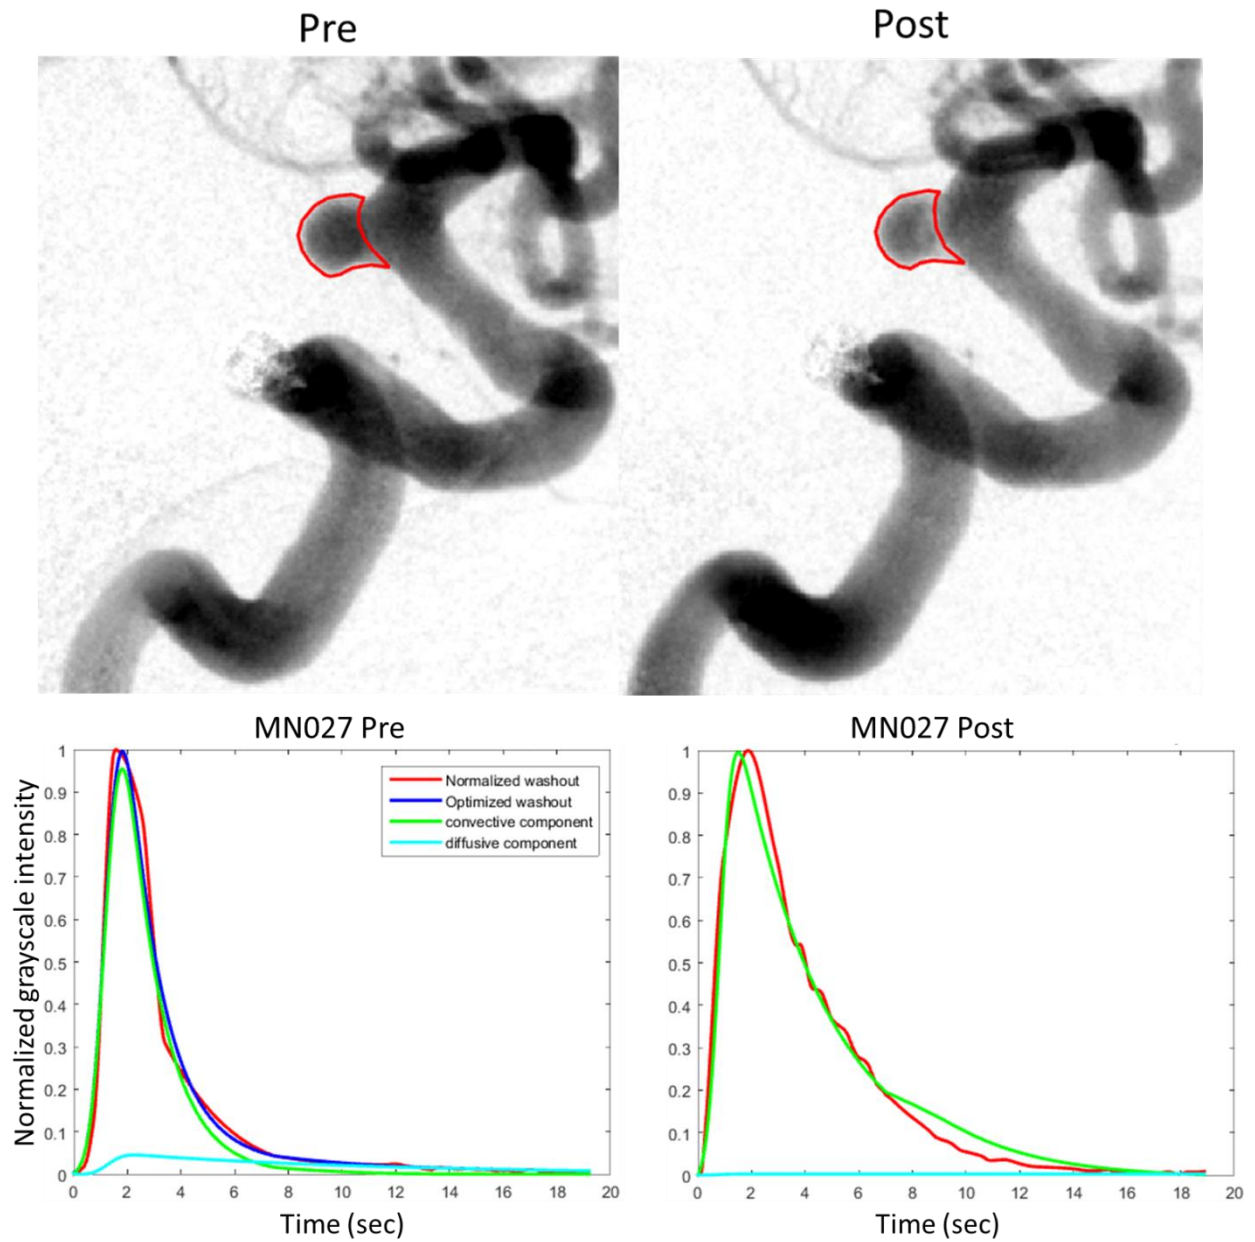 Pre
Post
MN027 Pre
MN027 Post
Normalized grayscale intensity
1
0.9
0.8
0.7
0.6
0.5
0.4
0.3
0.2
0.1
0
0 2 4 6 8 10 12 14 16 18 20
Time (sec)
Normalized washout
Optimized washout
convective component
diffusive component
1
0.9
0.8
0.7
0.6
0.5
0.4
0.3
0.2
0.1
0
0 2 4 6 8 10 12 14 16 18 20
Time (sec)